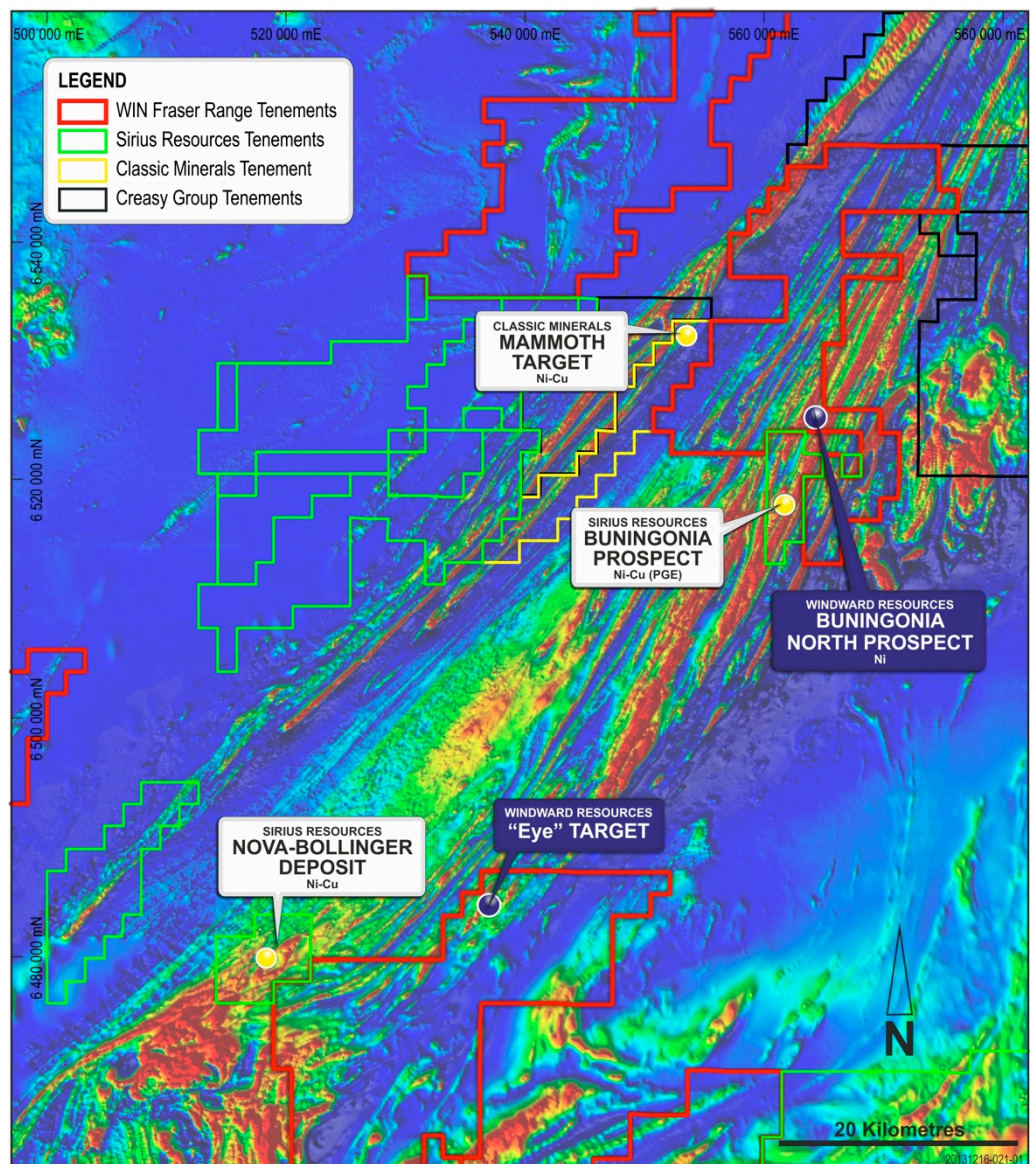 500 000 mE
520 000 mE
540 000 mE
560 000 mE
560 000 mE
LEGEND
WIN Fraser Range Tenements
Sirius Resources Tenements
Classic Minerals Tenement
Creasy Group Tenements
6 540 000 mN
CLASSIC MINERALS
MAMMOTH
TARGET
Ni-Cu
6 520 000 mN
SIRIUS RESOURCES
BUNINGONIA
PROSPECT
Ni-Cu (PGE)
WINDWARD RESOURCES
BUNINGONIA
NORTH PROSPECT
Ni
6 500 000 mN
WINDWARD RESOURCES
“Eye” TARGET
SIRIUS RESOURCES
NOVA-BOLLINGER
DEPOSIT
Ni-Cu
6 480 000 mN
N
20 Kilometres
20131216-021-01